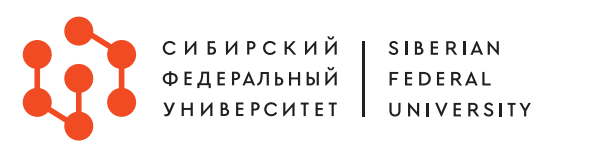 СИБИРСКИЙ
ФЕДЕРАЛЬНЫЙ
УНИВЕРСИТЕТ
SIBERIAN
FEDERAL
UNIVERSITY